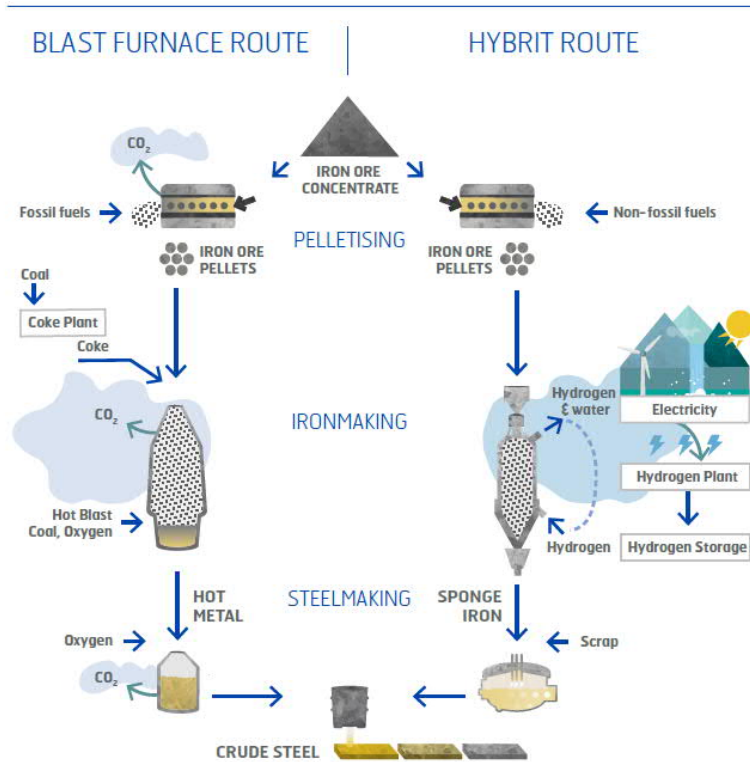 BLAST FURNACE ROUTE
HYBRIT ROUTE
CO₂
IRON ORE
CONCENTRATE
Fossil fuels
Non-fossil fuels
PELLETISING
IRON ORE
PELLETS
IRON ORE
PELLETS
Coal
Coke Plant
Coke
CO₂
IRONMAKING
Hydrogen
& water
Electricity
Hydrogen Plant
Hot Blast
Coal, Oxygen
Hydrogen
Hydrogen Storage
HOT
METAL
STEELMAKING
SPONGE
IRON
Oxygen
Scrap
CO₂
CRUDE STEEL